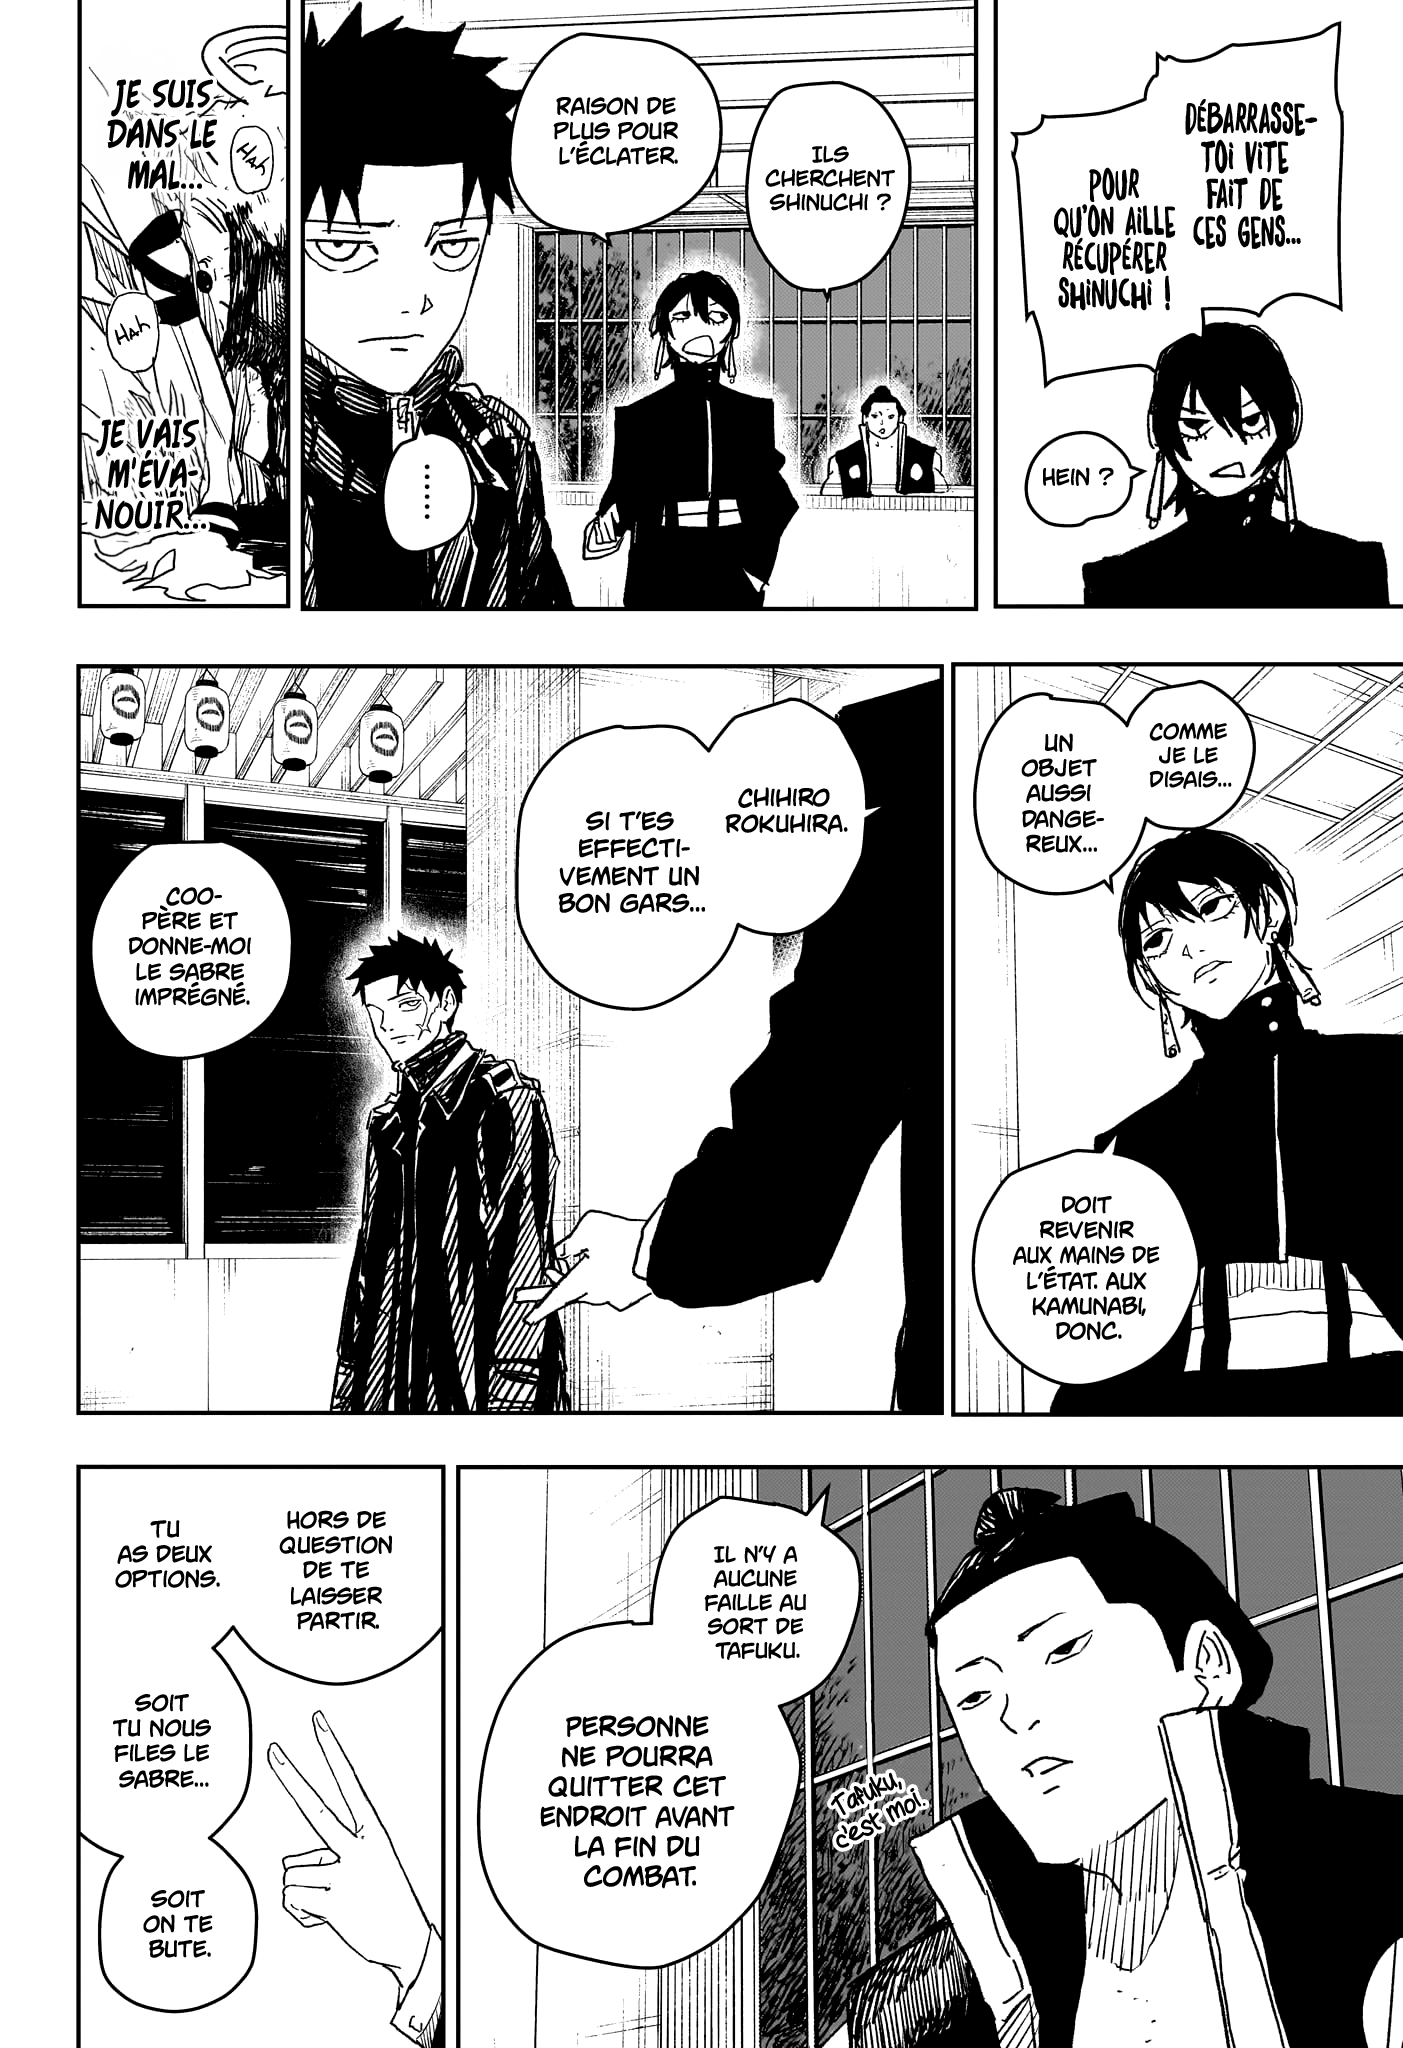 DÉBARRASSE-
TOI VITE
FAIT DE
CES GENS...
POUR
QU'ON AILLE
RÉCUPÉRER
SHINUCHI !
HEIN ?
ILS
CHERCHENT
SHINUCHI ?
RAISON DE
PLUS POUR
L'ÉCLATER.
......
JE SUIS
DANS LE
MAL...
HAH
HAH
JE VAIS
M'ÉVA-
NOUIR...
COMME
JE LE
DISAIS...
UN
OBJET
AUSSI
DANGE-
REUX...
DOIT
REVENIR
AUX MAINS DE
L'ÉTAT. AUX
KAMUNABI,
DONC.
CHIHIRO
ROKUHIRA.
SI T'ES
EFFECTI-
VEMENT UN
BON GARS...
COO-
PÈRE ET
DONNE-MOI
LE SABRE
IMPRÉGNÉ.
IL N'Y A
AUCUNE
FAILLE AU
SORT DE
TAFUKU.
PERSONNE
NE POURRA
QUITTER CET
ENDROIT AVANT
LA FIN DU
COMBAT.
Tafuku,
c'est moi.
HORS DE
QUESTION
DE TE
LAISSER
PARTIR.
TU
AS DEUX
OPTIONS.
SOIT
TU NOUS
FILES LE
SABRE...
SOIT
ON TE
BUTE.